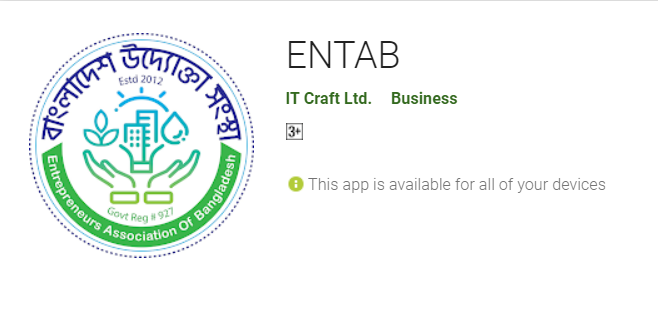 বাংলাদেশ উদ্যোক্তা সংস্থা
Estd 2012
Govt Reg # 927
Entrepreneurs Association Of Bangladesh
ENTAB
IT Craft Ltd. Business
3+
This app is available for all of your devices